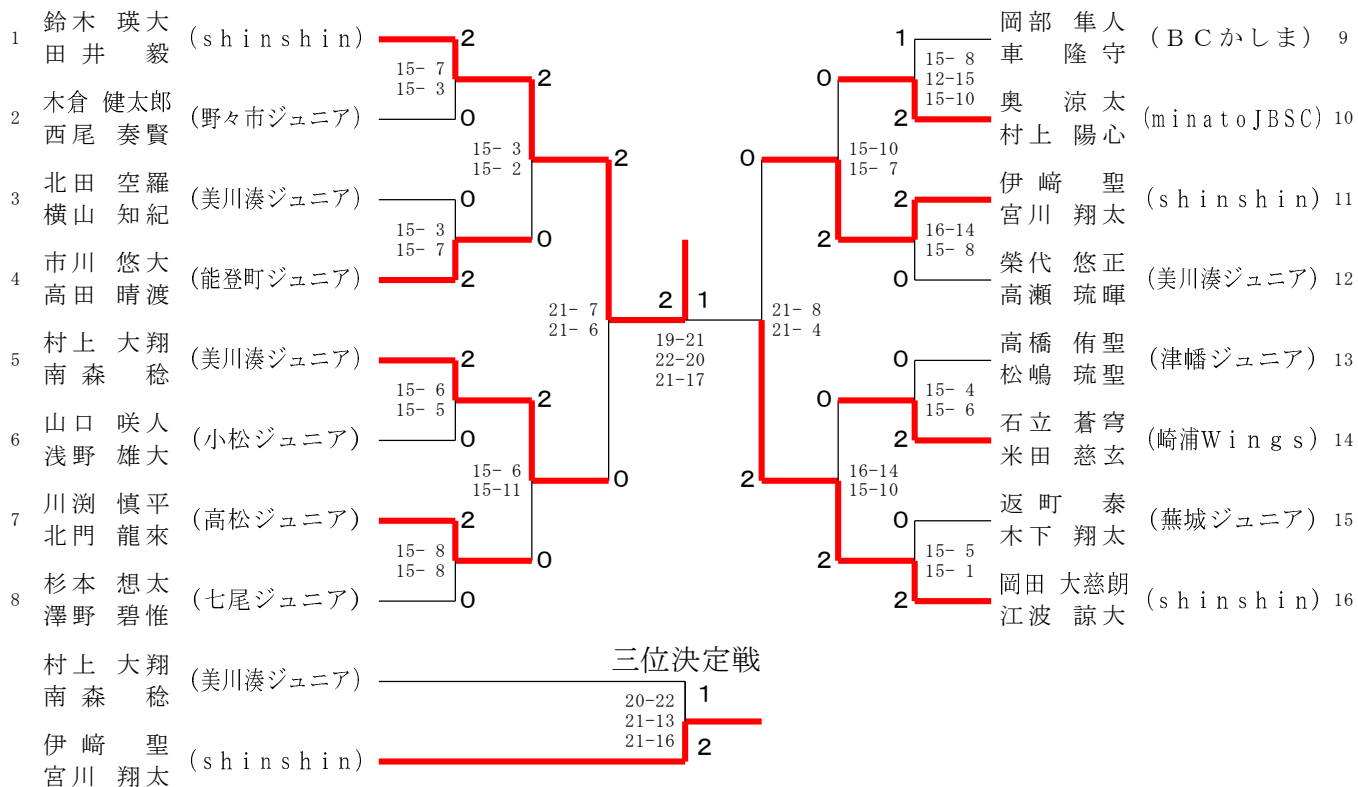 1 鈴木 瑛大
田井 毅 (shinshin) 2
15- 7
15- 3 2
2 木倉 健太郎
西尾 奏賢 (野々市ジュニア) 0
15- 3
15- 2 2
3 北田 空羅
横山 知紀 (美川湊ジュニア) 0
15- 3
15- 7 0
4 市川 悠大
高田 晴渡 (能登町ジュニア) 2
21- 7
21- 6 2
5 村上 大翔
南 森 稔 (美川湊ジュニア) 2
15- 6
15- 5 2
6 山口 咲人
浅野 雄大 (小松ジュニア) 0
15- 6
15-11 0
7 川渕 慎平
北門 龍來 (高松ジュニア) 2
15- 8
15- 8 0
8 杉本 想太
澤野 碧惟 (七尾ジュニア) 0
2 1
19-21
22-20
21-17
1 岡部 隼人
車 隆守 (BCかしま) 9
0 15- 8
12-15
15-10
2 奥 涼太
村上 陽心 (minatoJBSC) 10
0 15-10
15- 7
2 伊﨑 聖
宮川 翔太 (shinshin) 11
2 16-14
15- 8
0 榮代 悠正
高瀬 琉暉 (美川湊ジュニア) 12
21- 8
21- 4
0 高橋 侑聖
松嶋 琉聖 (津幡ジュニア) 13
0 15- 4
15- 6
2 石立 蒼穹
米田 慈玄 (崎浦Wings) 14
2 16-14
15-10
0 返町 泰
木下 翔太 (蕪城ジュニア) 15
2 15- 5
15- 1
2 岡田 大慈朗
江波 諒大 (shinshin) 16
三位決定戦
村上 大翔
南 森 稔 (美川湊ジュニア) 1
20-22
21-13
21-16
伊﨑 聖
宮川 翔太 (shinshin) 2